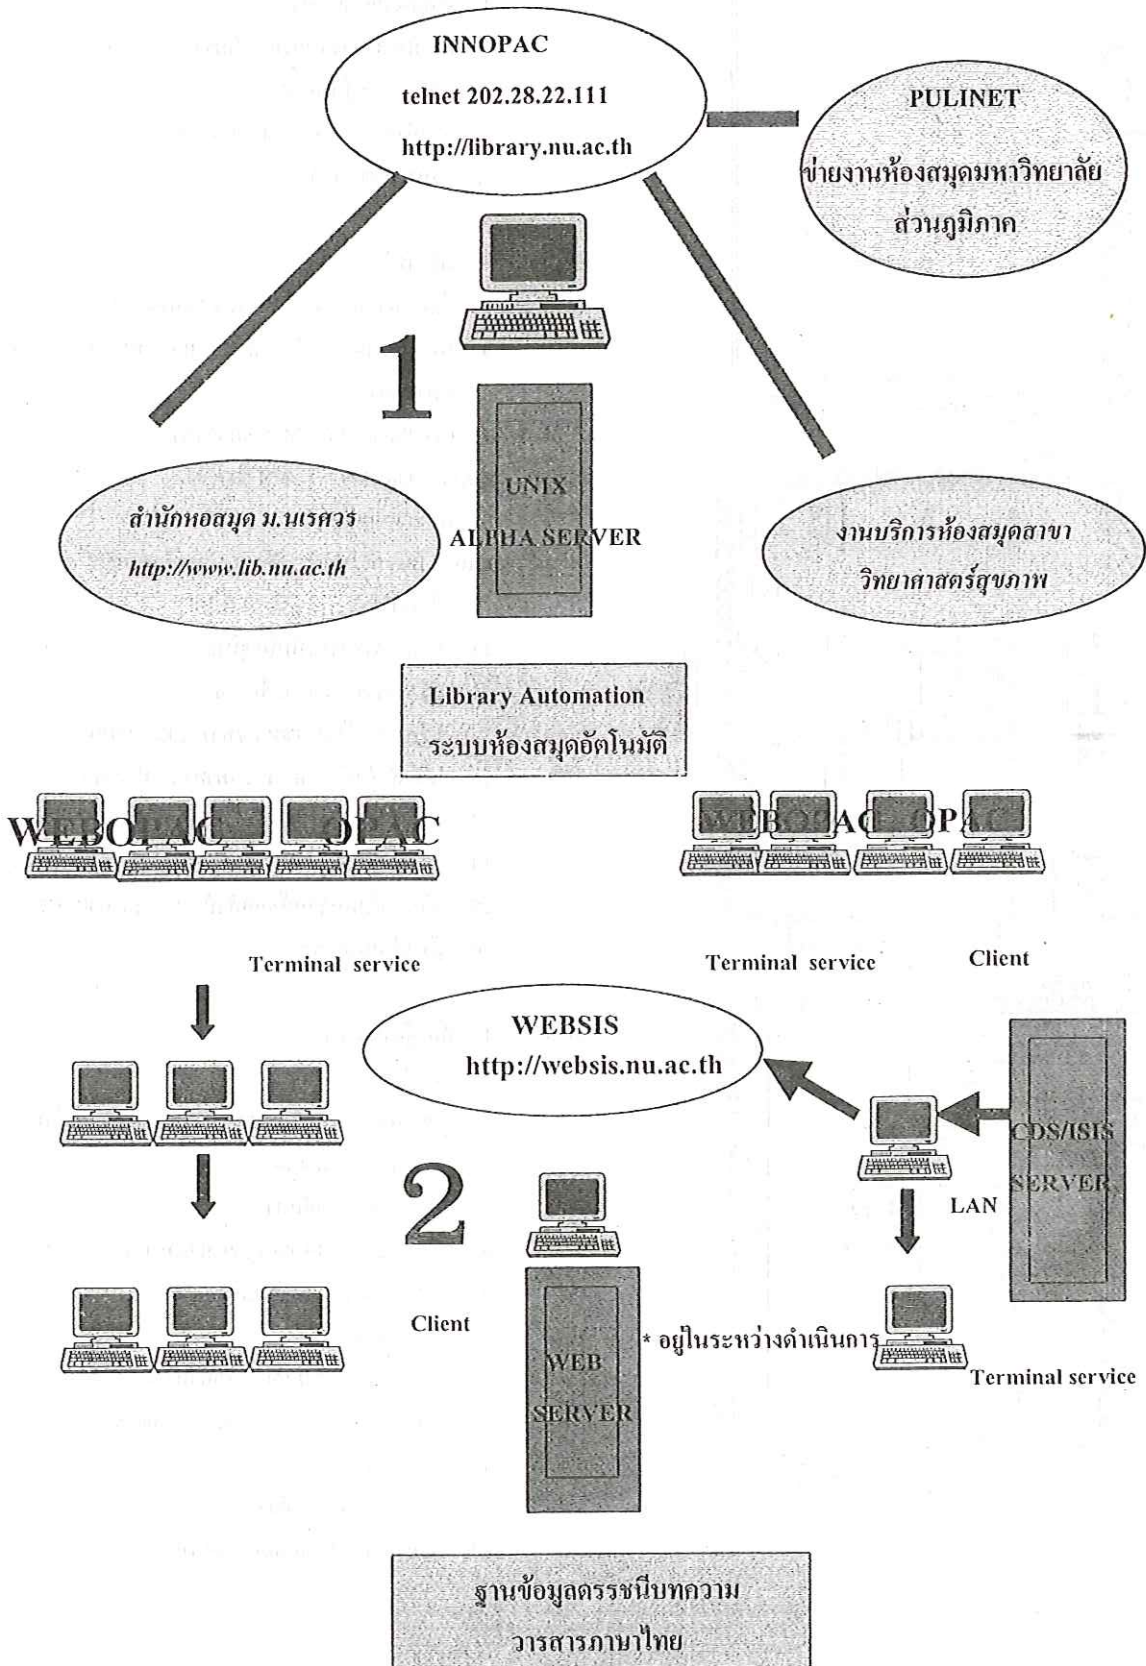 INNOPAC
telnet 202.28.22.111
http://library.nu.ac.th
PULINET
ข่ายงานห้องสมุดมหาวิทยาลัย
ส่วนภูมิภาค
1
สำนักหอสมุด ม.นเรศวร
http://www.lib.nu.ac.th
UNIX
ALPHA SERVER
งานบริการห้องสมุดสาขา
วิทยาศาสตร์สุขภาพ
Library Automation
ระบบห้องสมุดอัตโนมัติ
WEBOPAC OPAC
WEBOPAC OPAC
Terminal service
Terminal service
Client
WEBSIS
http://websis.nu.ac.th
CDS/ISIS
SERVER
LAN
2
Client
* อยู่ในระหว่างดำเนินการ
WEB
SERVER
Terminal service
ฐานข้อมูลดรรชนีบทความ
วารสารภาษาไทย